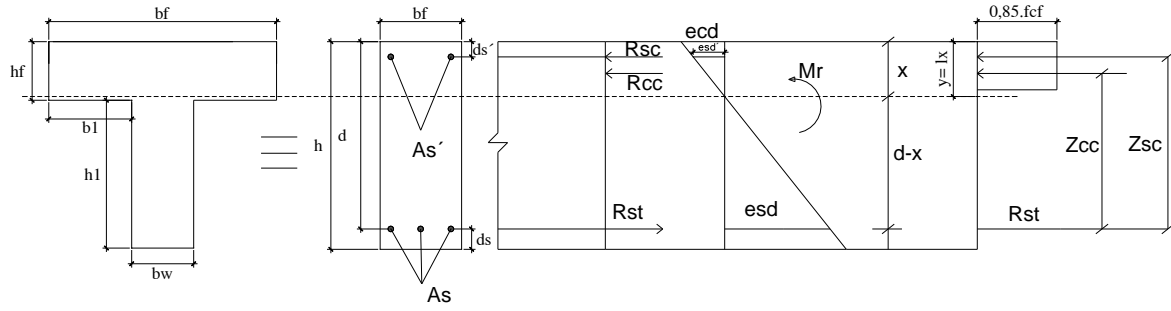 bf
hf
b1
h1
bw
bf
ds´
h
d
As´
ds
As
Rsc
Rcc
Rst
ecd
esd´
esd
Mr
x
d-x
0,85.fcf
y= lx
Zcc
Zsc
Rst